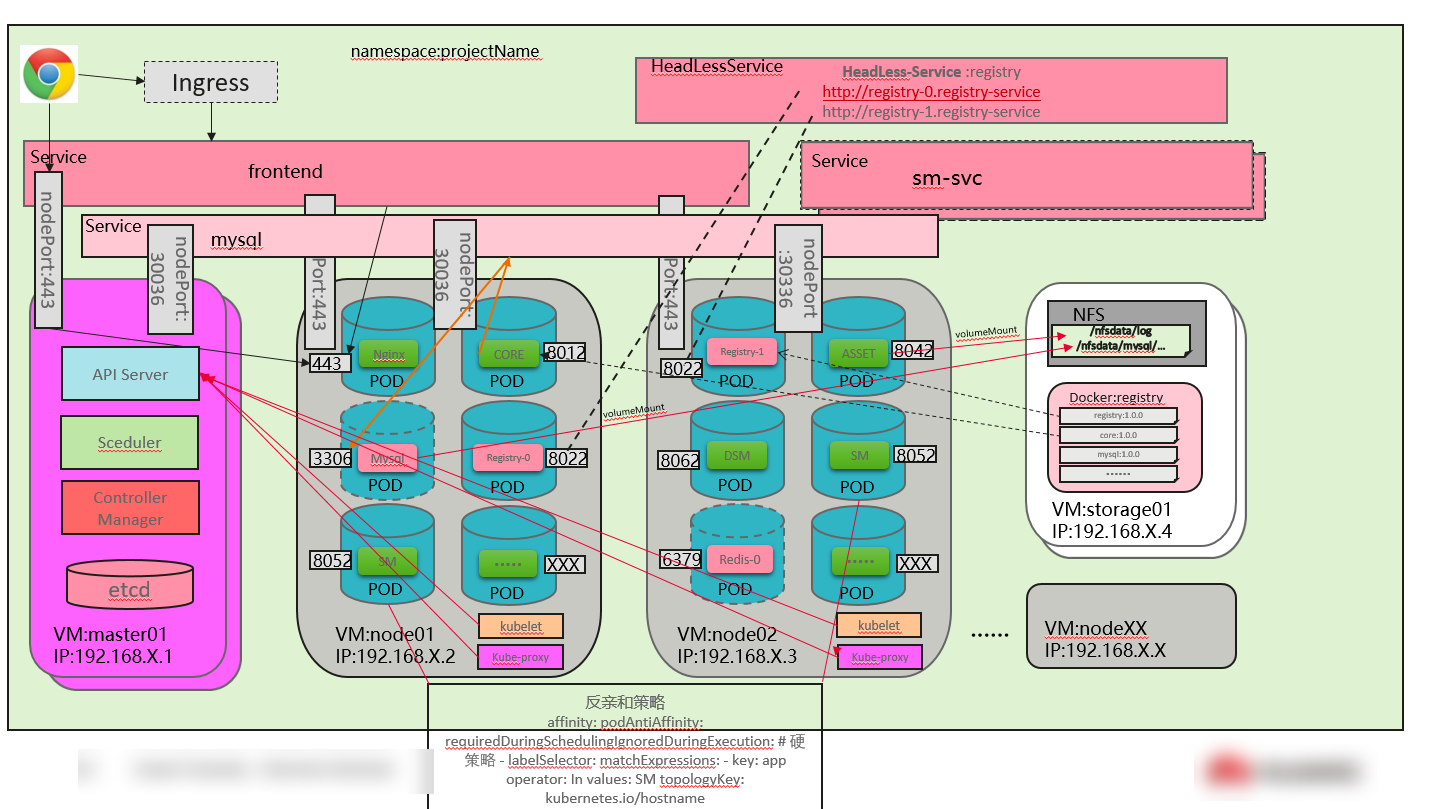 namespace:projectName
Ingress
HeadLessService
HeadLess-Service :registry
http://registry-0.registry-service
http://registry-1.registry-service
Service
frontend
Service
sm-svc
nodePort:443
Service
mysql
nodePort:
30036
Port:443
nodePort:
30036
Port:443
nodePort
:30336
API Server
Sceduler
Controller
Manager
etcd
VM:master01
IP:192.168.X.1
443
Nginx
POD
CORE
8012
POD
3306
Mysql
POD
Registry-0
8022
POD
8052
SM
POD
.....
XXX
POD
kubelet
Kube-proxy
VM:node01
IP:192.168.X.2
volumeMount
8022
Registry-1
POD
ASSET
8042
POD
8062
DSM
POD
SM
8052
POD
6379
Redis-0
POD
.....
XXX
POD
kubelet
Kube-proxy
VM:node02
IP:192.168.X.3
volumeMount
NFS
/nfsdata/log
/nfsdata/mysql/...
Docker:registry
registry:1.0.0
core:1.0.0
mysql:1.0.0
......
VM:storage01
IP:192.168.X.4
......
VM:nodeXX
IP:192.168.X.X
反亲和策略
affinity: podAntiAffinity:
requiredDuringSchedulingIgnoredDuringExecution: # 硬
策略 - labelSelector: matchExpressions: - key: app
operator: In values: SM topologyKey:
kubernetes.io/hostname